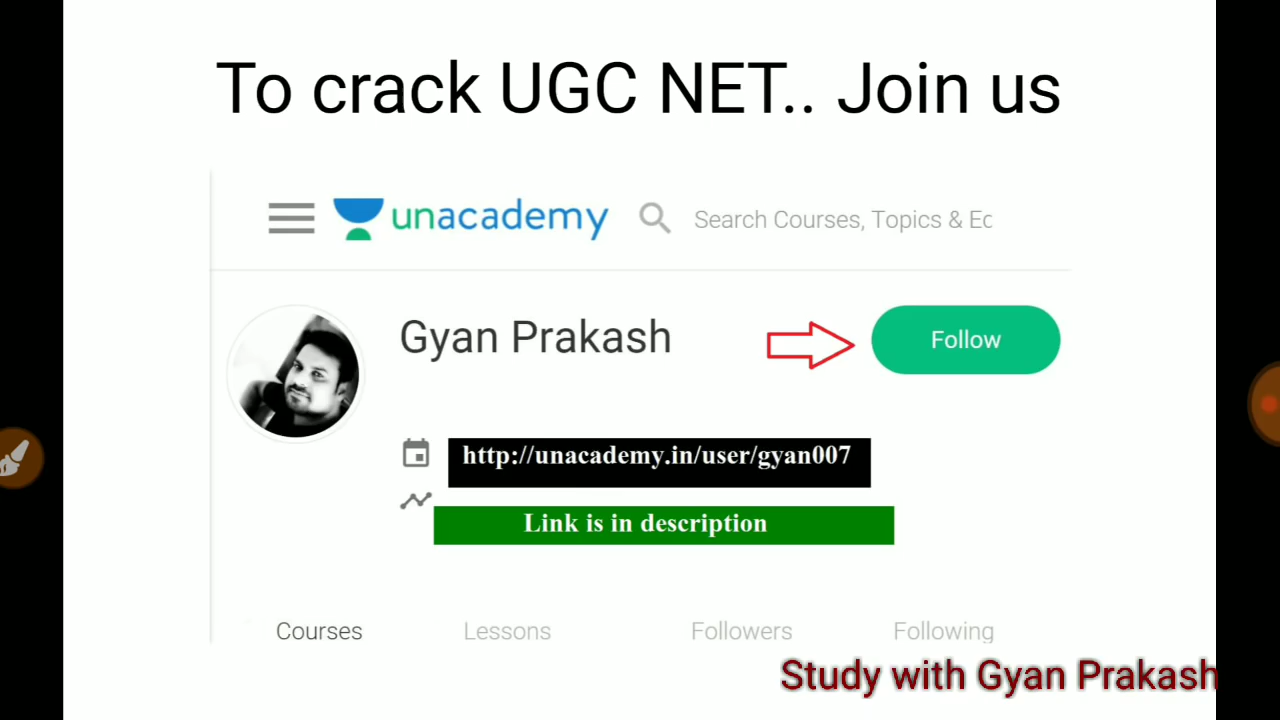 To crack UGC NET.. Join us
unacademy
Search Courses, Topics & Ec
Gyan Prakash
Follow
http://unacademy.in/user/gyan007
Link is in description
Courses Lessons Followers Following
Study with Gyan Prakash